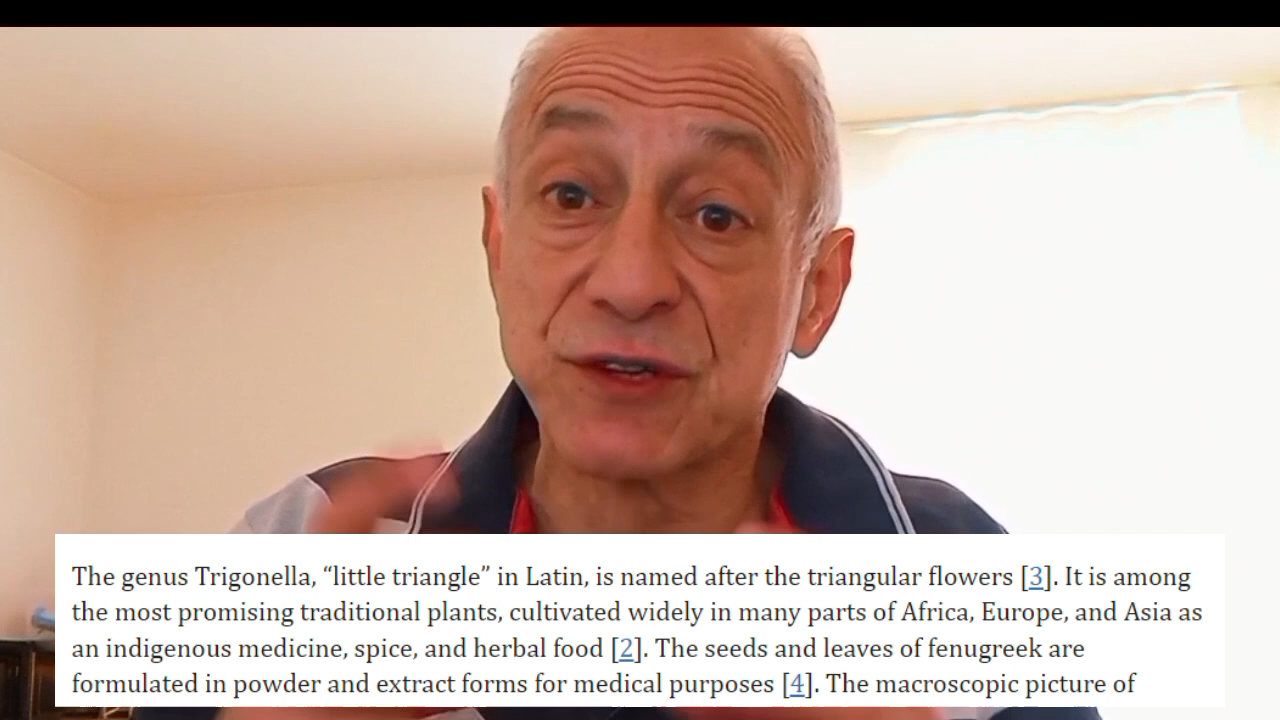 The genus Trigonella, “little triangle” in Latin, is named after the triangular flowers [3]. It is among
the most promising traditional plants, cultivated widely in many parts of Africa, Europe, and Asia as
an indigenous medicine, spice, and herbal food [2]. The seeds and leaves of fenugreek are
formulated in powder and extract forms for medical purposes [4]. The macroscopic picture of